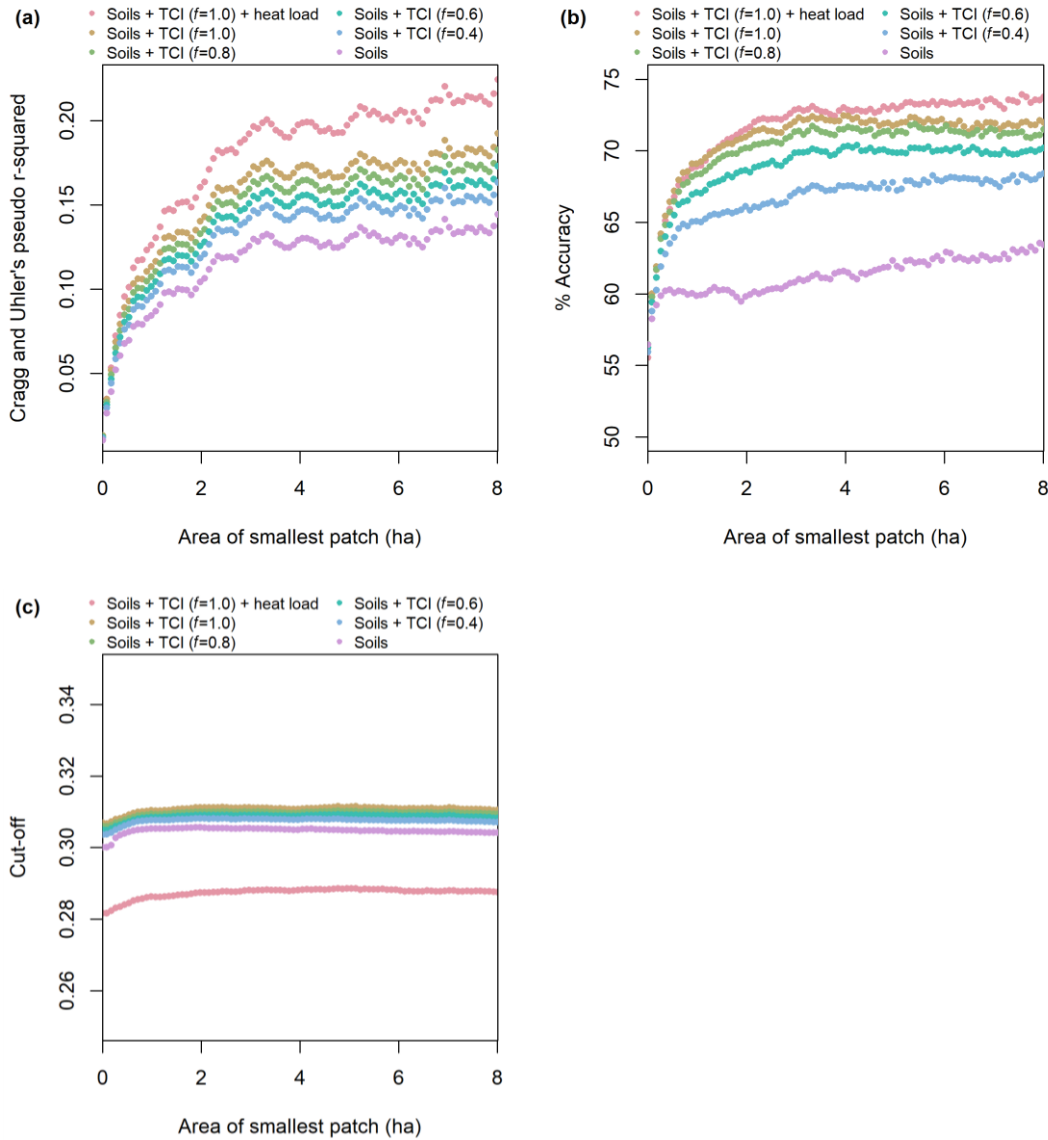 (a)
Soils + TCI (f=1.0) + heat load
Soils + TCI (f=1.0)
Soils + TCI (f=0.8)
Soils + TCI (f=0.6)
Soils + TCI (f=0.4)
Soils
Cragg and Uhler's pseudo r-squared
0.20
0.15
0.10
0.05
0 2 4 6 8
Area of smallest patch (ha)
(b)
Soils + TCI (f=1.0) + heat load
Soils + TCI (f=1.0)
Soils + TCI (f=0.8)
Soils + TCI (f=0.6)
Soils + TCI (f=0.4)
Soils
% Accuracy
75
70
65
60
55
50
0 2 4 6 8
Area of smallest patch (ha)
(c)
Soils + TCI (f=1.0) + heat load
Soils + TCI (f=1.0)
Soils + TCI (f=0.8)
Soils + TCI (f=0.6)
Soils + TCI (f=0.4)
Soils
Cut-off
0.34
0.32
0.30
0.28
0.26
0 2 4 6 8
Area of smallest patch (ha)